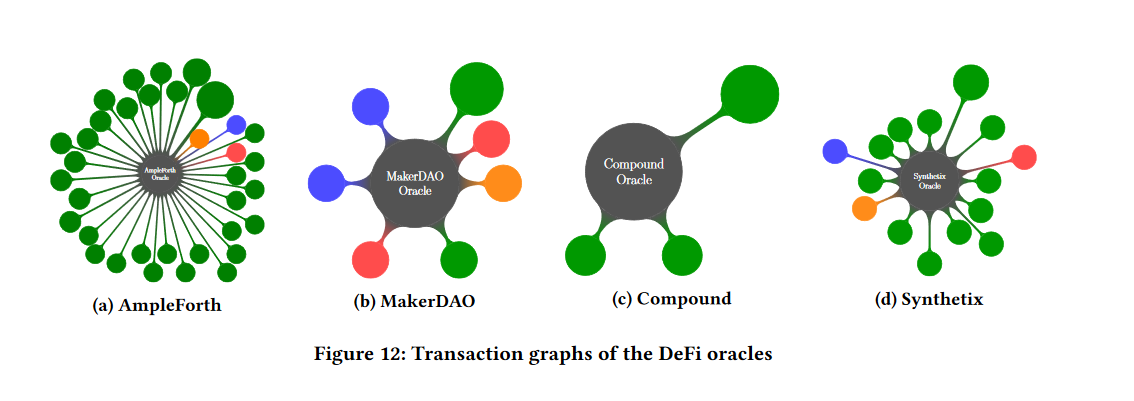 AmpleForth
Oracle
MakerDAO
Oracle
Compound
Oracle
Synthetix
Oracle
(a) AmpleForth
(b) MakerDAO
(c) Compound
(d) Synthetix
Figure 12: Transaction graphs of the DeFi oracles